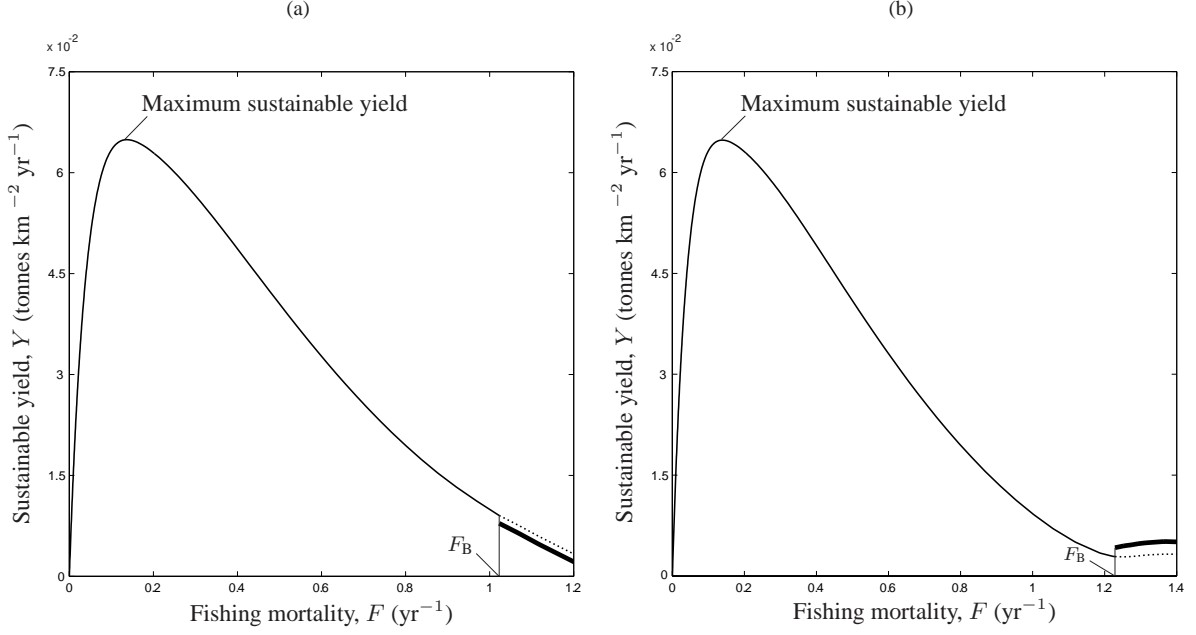 (a)
x 10⁻²
7.5
6
4.5
3
1.5
0
Sustainable yield, Y (tonnes km⁻² yr⁻¹)
Maximum sustainable yield
F_B
0 0.2 0.4 0.6 0.8 1 1.2
Fishing mortality, F (yr⁻¹)
(b)
x 10⁻²
7.5
6
4.5
3
1.5
0
Sustainable yield, Y (tonnes km⁻² yr⁻¹)
Maximum sustainable yield
F_B
0 0.2 0.4 0.6 0.8 1 1.2 1.4
Fishing mortality, F (yr⁻¹)